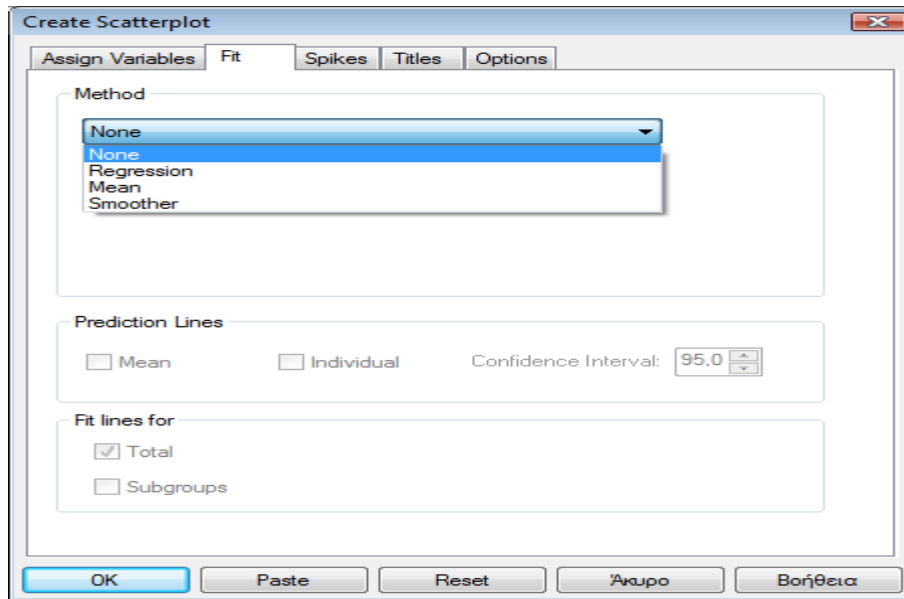 Create Scatterplot
Assign Variables Fit Spikes Titles Options
Method
None
None
Regression
Mean
Smoother
Prediction Lines
Mean Individual Confidence Interval: 95,0
Fit lines for
Total
Subgroups
OK Paste Reset Άκυρο Βοήθεια